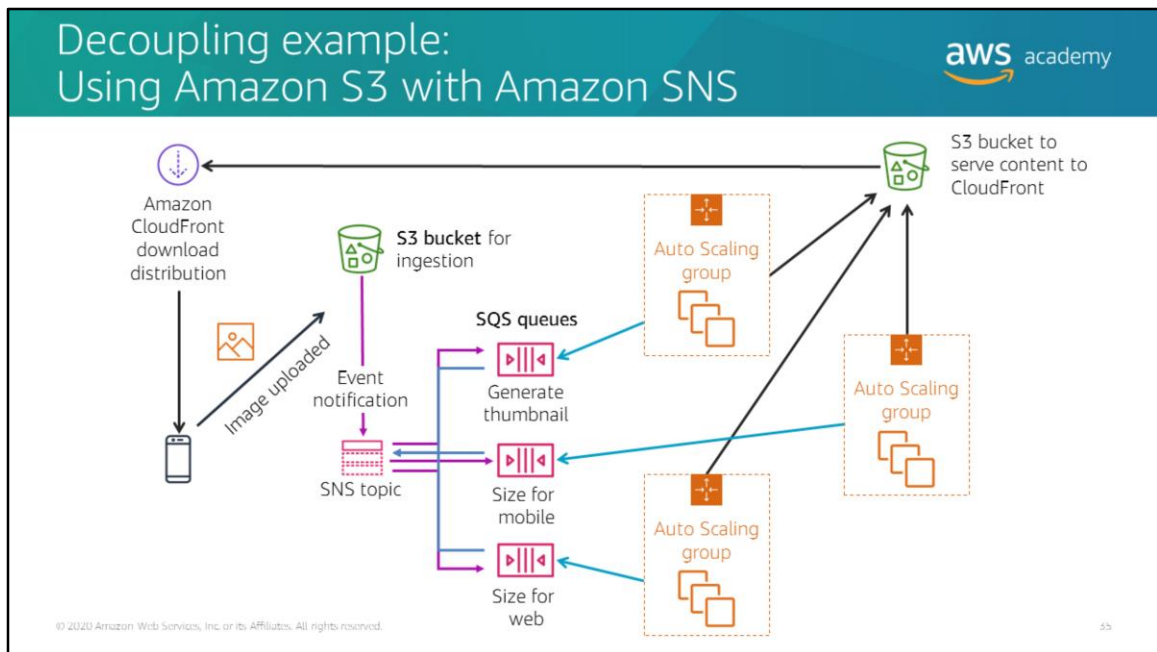 Decoupling example:
Using Amazon S3 with Amazon SNS
aws academy
S3 bucket to
serve content to
CloudFront
Amazon
CloudFront
download
distribution
S3 bucket for
ingestion
Auto Scaling
group
SQS queues
Image uploaded
Event
notification
Generate
thumbnail
Auto Scaling
group
SNS topic
Size for
mobile
Auto Scaling
group
Size for
web
© 2020 Amazon Web Services, Inc. or its Affiliates. All rights reserved.
35